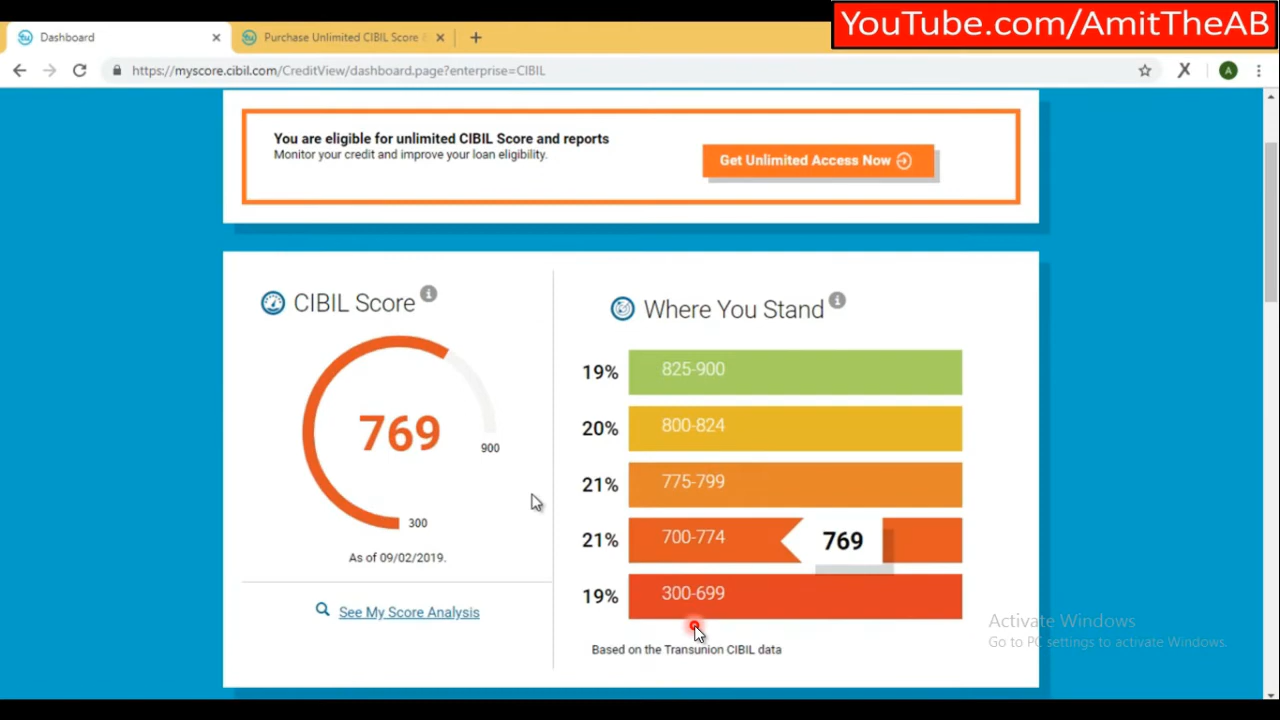 YouTube.com/AmitTheAB
Dashboard
Purchase Unlimited CIBIL Score &
https://myscore.cibil.com/CreditView/dashboard.page?enterprise=CIBIL
A
You are eligible for unlimited CIBIL Score and reports
Monitor your credit and improve your loan eligibility.
Get Unlimited Access Now
CIBIL Score
769
900
300
As of 09/02/2019.
See My Score Analysis
Where You Stand
19% 825-900
20% 800-824
21% 775-799
21% 700-774 769
19% 300-699
Based on the Transunion CIBIL data
Activate Windows
Go to PC settings to activate Windows.